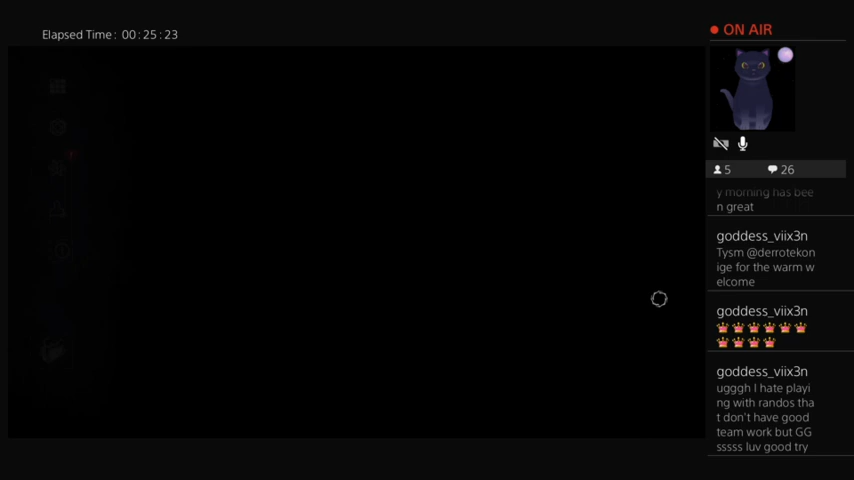 Elapsed Time: 00:25:23
ON AIR
5 26
y morning has bee
n great
goddess_viix3n
Tysm @derrotekon
ige for the warm w
elcome
goddess_viix3n
goddess_viix3n
ugggh I hate playi
ng with randos tha
t don't have good
team work but GG
sssss luv good try